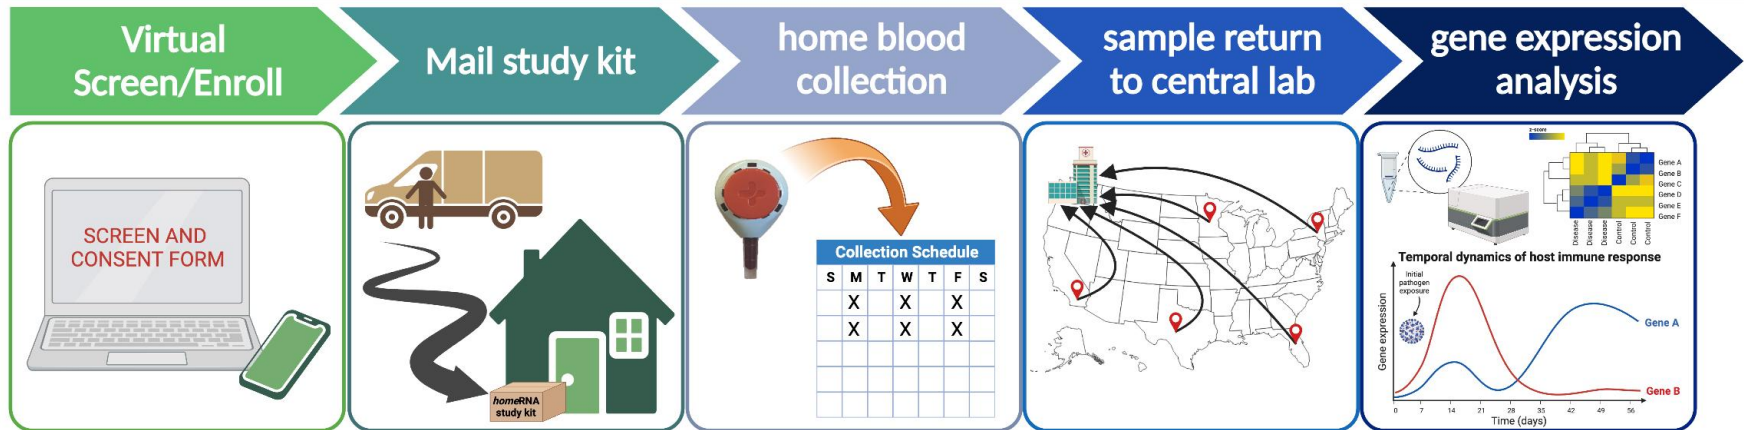 Virtual
Screen/Enroll
Mail study kit
home blood
collection
sample return
to central lab
gene expression
analysis
SCREEN AND
CONSENT FORM
homeRNA
study kit
Collection Schedule
S M T W T F S
X X X
X X X
z-score
Gene A
Gene B
Gene C
Gene D
Gene E
Gene F
Disease
Disease
Disease
Control
Control
Control
Temporal dynamics of host immune response
Initial
pathogen
exposure
Gene expression
Gene A
Gene B
0 7 14 21 28 35 42 49 56
Time (days)